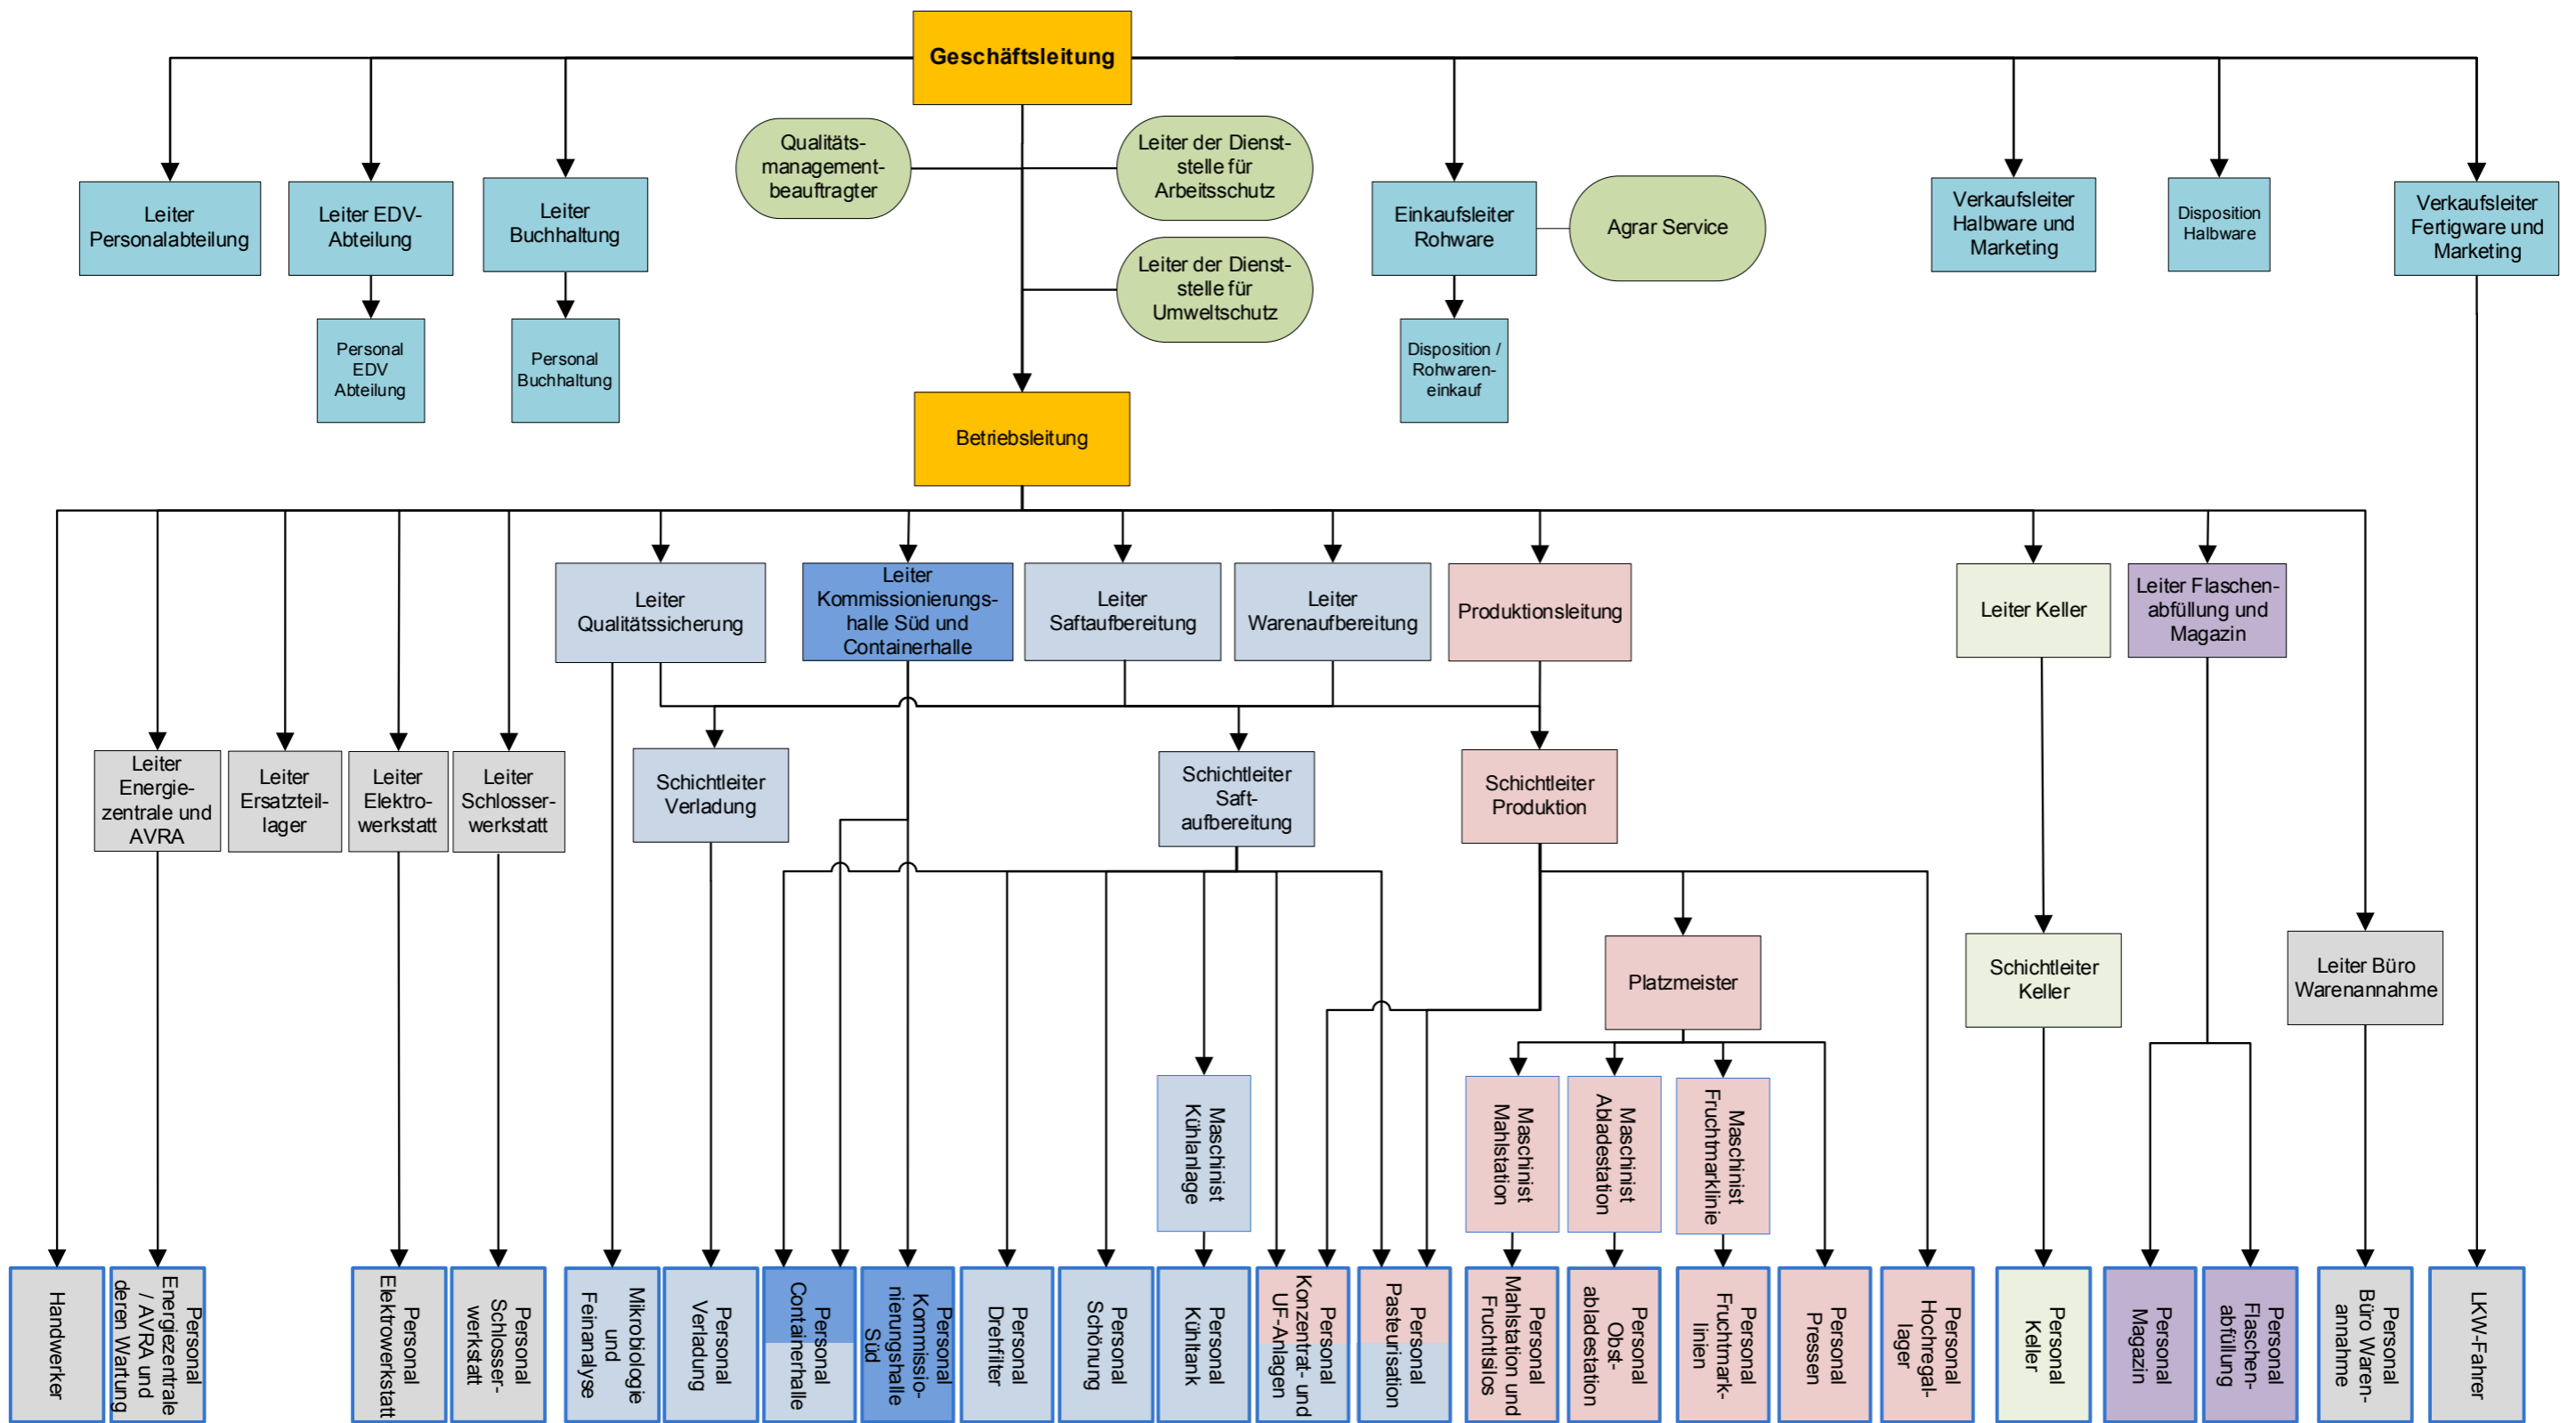 Geschäftsleitung
Qualitäts-
management-
beauftragter
Leiter der Dienst-
stelle für
Arbeitsschutz
Leiter
Personalabteilung
Leiter EDV-
Abteilung
Leiter
Buchhaltung
Einkaufsleiter
Rohware
Agrar Service
Verkaufsleiter
Halbware und
Marketing
Disposition
Halbware
Verkaufsleiter
Fertigware und
Marketing
Leiter der Dienst-
stelle für
Umweltschutz
Personal
EDV
Abteilung
Personal
Buchhaltung
Disposition /
Rohwaren-
einkauf
Betriebsleitung
Leiter
Qualitätssicherung
Leiter
Kommissionierungs-
halle Süd und
Containerhalle
Leiter
Saftaufbereitung
Leiter
Warenaufbereitung
Produktionsleitung
Leiter Keller
Leiter Flaschen-
abfüllung und
Magazin
Leiter
Energie-
zentrale und
AVRA
Leiter
Ersatzteil-
lager
Leiter
Elektro-
werkstatt
Leiter
Schlosser-
werkstatt
Schichtleiter
Verladung
Schichtleiter
Saft-
aufbereitung
Schichtleiter
Produktion
Platzmeister
Schichtleiter
Keller
Leiter Büro
Warenannahme
Maschinist
Kühlanlage
Maschinist
Mahlstation
Maschinist
Abladestation
Maschinist
Fruchtmarklinie
Handwerker
Personal
Energiezentrale
/ AVRA und
deren Wartung
Personal
Elektrowerkstatt
Personal
Schlosser-
werkstatt
Mikrobiologie
und
Feinanalyse
Personal
Verladung
Personal
Containerhalle
Personal
Kommissio-
nierungshalle
Süd
Personal
Drehfilter
Personal
Schönung
Personal
Kühltank
Personal
Konzentrat- und
UF-Anlagen
Personal
Pasteurisation
Personal
Mahlstation und
Fruchtlsilos
Personal
Obst-
abladestation
Personal
Fruchtmark-
linien
Personal
Pressen
Personal
Hochregal-
lager
Personal
Keller
Personal
Magazin
Personal
Flaschen-
abfüllung
Personal
Büro Waren-
annahme
LKW-Fahrer